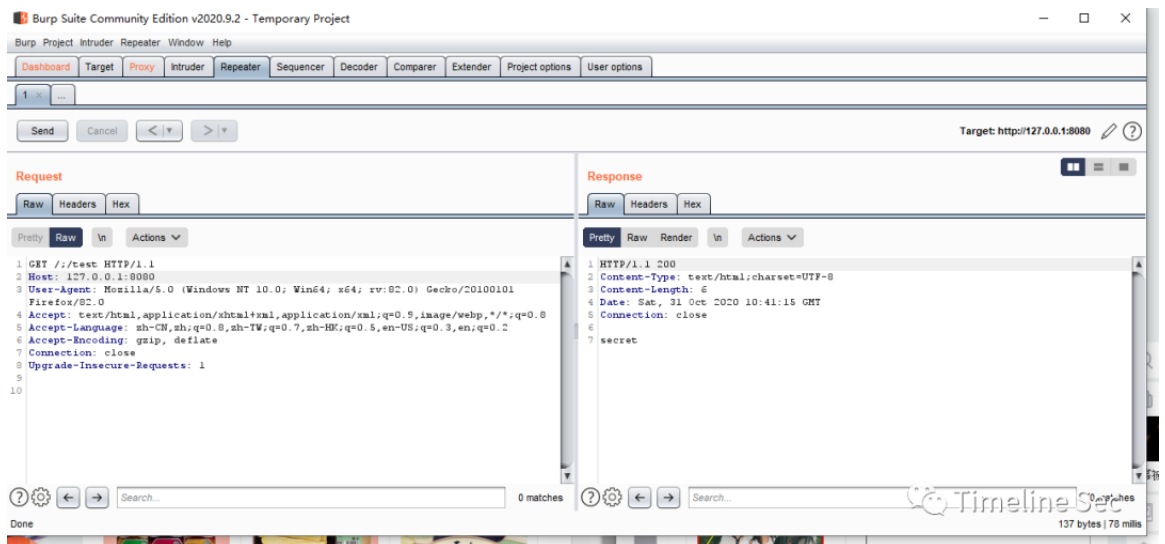 Burp Suite Community Edition v2020.9.2 - Temporary Project
Burp Project Intruder Repeater Window Help
Dashboard Target Proxy Intruder Repeater Sequencer Decoder Comparer Extender Project options User options
1 × ...
Send Cancel < > Target: http://127.0.0.1:8080
Request
Raw Headers Hex
Pretty Raw \n Actions
1 GET /;/test HTTP/1.1
2 Host: 127.0.0.1:8080
3 User-Agent: Mozilla/5.0 (Windows NT 10.0; Win64; x64; rv:82.0) Gecko/20100101
Firefox/82.0
4 Accept: text/html,application/xhtml+xml,application/xml;q=0.9,image/webp,*/*;q=0.8
5 Accept-Language: zh-CN,zh;q=0.8,zh-TW;q=0.7,zh-HK;q=0.5,en-US;q=0.3,en;q=0.2
6 Accept-Encoding: gzip, deflate
7 Connection: close
8 Upgrade-Insecure-Requests: 1
9
10
Search... 0 matches
Response
Raw Headers Hex
Pretty Raw Render \n Actions
1 HTTP/1.1 200
2 Content-Type: text/html;charset=UTF-8
3 Content-Length: 6
4 Date: Sat, 31 Oct 2020 10:41:15 GMT
5 Connection: close
6
7 secret
Search...
Timeline Sec
Done 137 bytes | 78 millis